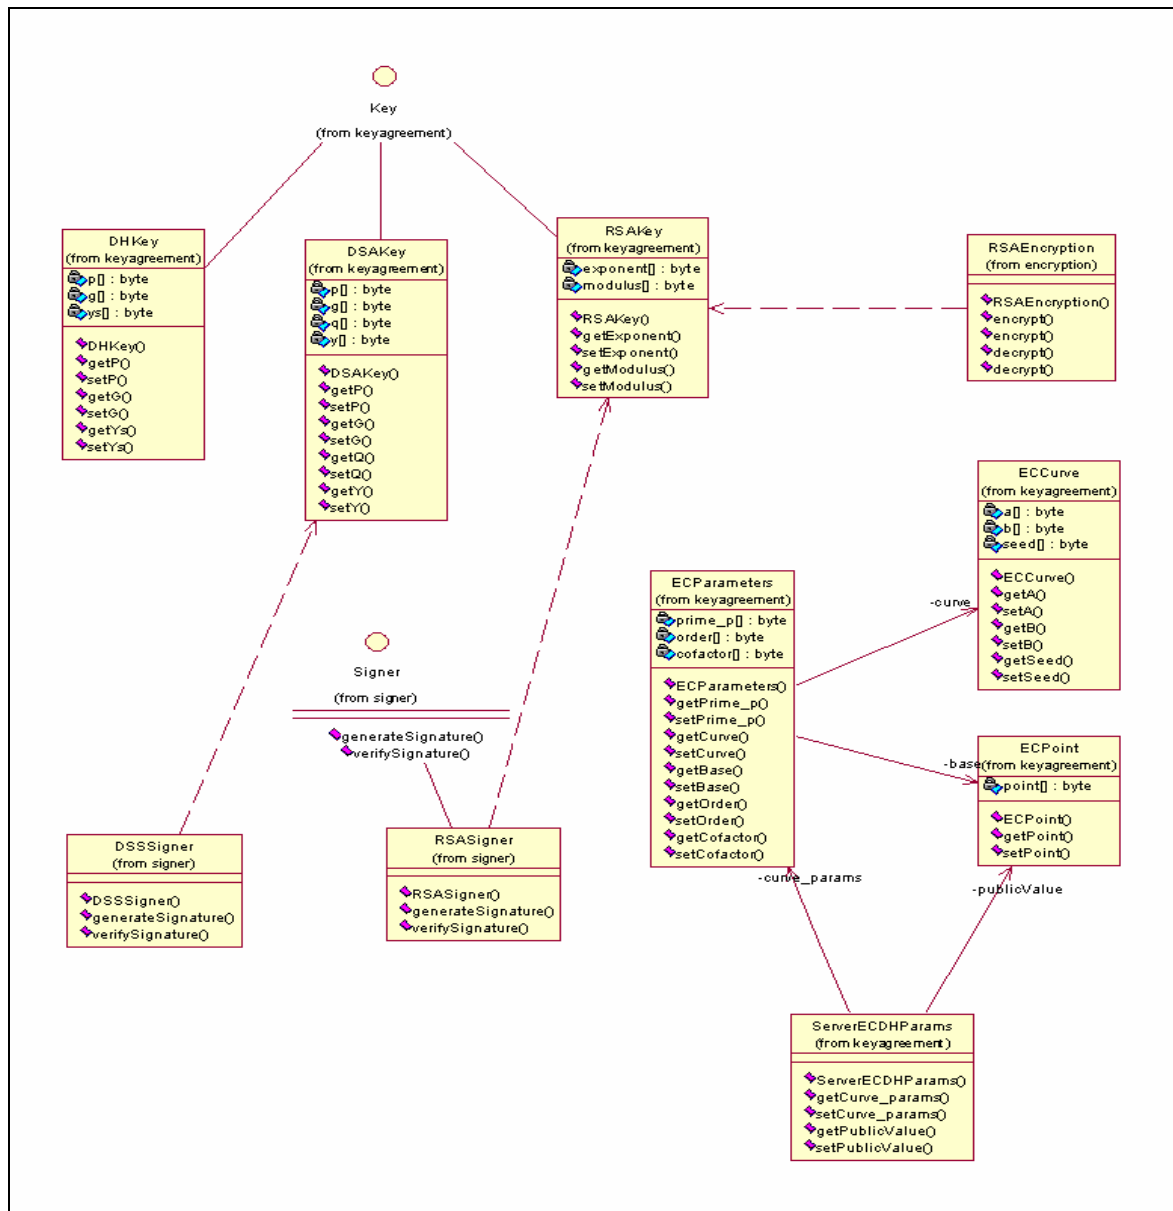 Key
(from keyagreement)
DHKey
(from keyagreement)
p[] : byte
g[] : byte
ys[] : byte
DHKey()
getP()
setP()
getG()
setG()
getYs()
setYs()
DSAKey
(from keyagreement)
p[] : byte
g[] : byte
q[] : byte
y[] : byte
DSAKey()
getP()
setP()
getG()
setG()
getQ()
setQ()
getY()
setY()
RSAKey
(from keyagreement)
exponent[] : byte
modulus[] : byte
RSAKey()
getExponent()
setExponent()
getModulus()
setModulus()
RSAEncryption
(from encryption)
RSAEncryption()
encrypt()
encrypt()
decrypt()
decrypt()
ECCurve
(from keyagreement)
a[] : byte
b[] : byte
seed[] : byte
ECCurve()
getA()
setA()
getB()
setB()
getSeed()
setSeed()
ECParameters
(from keyagreement)
prime_p[] : byte
order[] : byte
cofactor[] : byte
ECParameters()
getPrime_p()
setPrime_p()
getCurve()
setCurve()
getBase()
setBase()
getOrder()
setOrder()
getCofactor()
setCofactor()
-curve
-base
ECPoint
(from keyagreement)
point[] : byte
ECPoint()
getPoint()
setPoint()
Signer
(from signer)
generateSignature()
verifySignature()
DSSSigner
(from signer)
DSSSigner()
generateSignature()
verifySignature()
RSASigner
(from signer)
RSASigner()
generateSignature()
verifySignature()
-curve_params
-publicValue
ServerECDHParams
(from keyagreement)
ServerECDHParams()
getCurve_params()
setCurve_params()
getPublicValue()
setPublicValue()